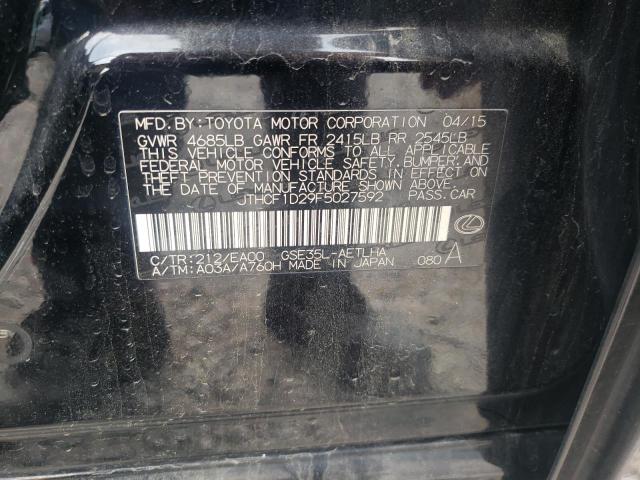 MFD. BY: TOYOTA MOTOR CORPORATION 04/15
GVWR 4685LB GAWR FR 2415LB RR 2545LB
THIS VEHICLE CONFORMS TO ALL APPLICABLE
FEDERAL MOTOR VEHICLE SAFETY, BUMPER, AND
THEFT PREVENTION STANDARDS IN EFFECT ON
THE DATE OF MANUFACTURE SHOWN ABOVE.
JTHCF1D29F5027592 PASS. CAR
C/TR: 212/EA00 GSE35L-AETLHA
A/TM: A03A/A760H MADE IN JAPAN 080 A